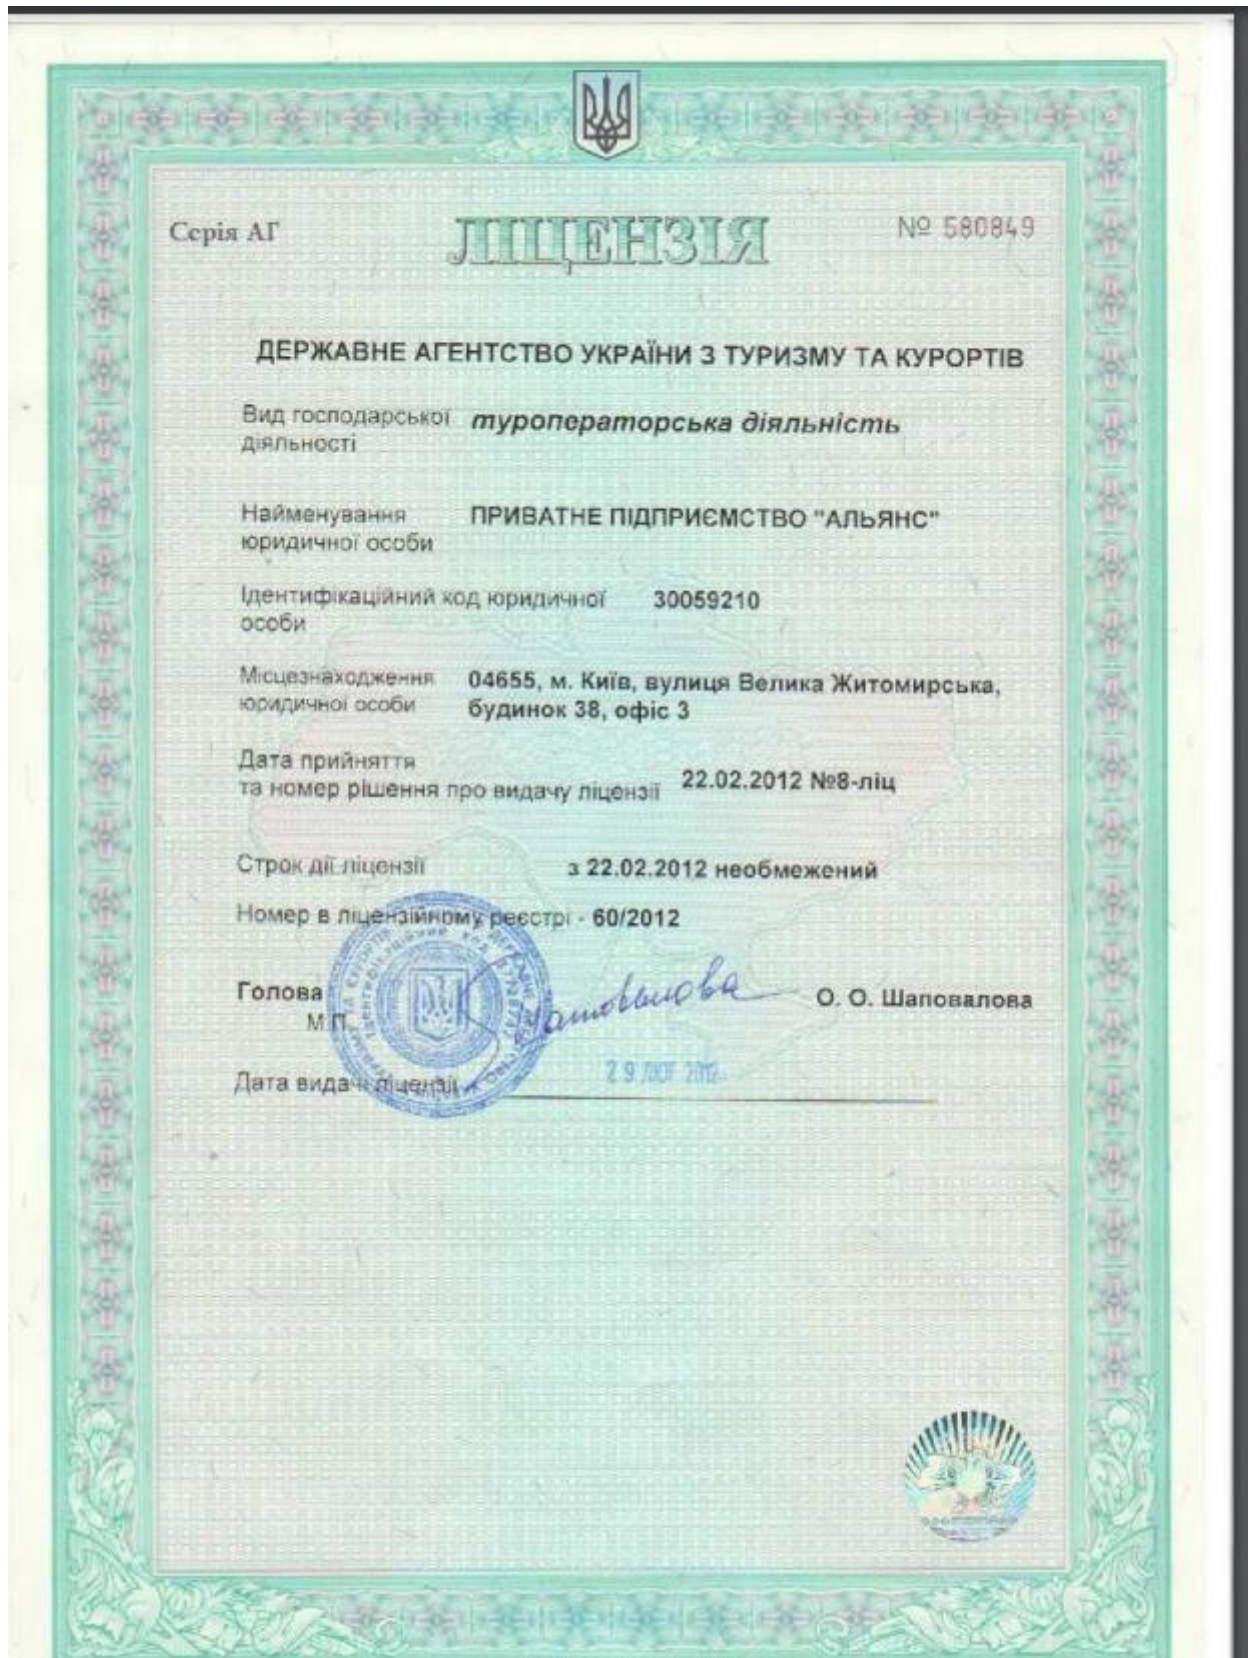 Серія АГ
ЛІЦЕНЗІЯ
№ 580849
ДЕРЖАВНЕ АГЕНТСТВО УКРАЇНИ З ТУРИЗМУ ТА КУРОРТІВ
Вид господарської туроператорська діяльність
діяльності
Найменування ПРИВАТНЕ ПІДПРИЄМСТВО "АЛЬЯНС"
юридичної особи
Ідентифікаційний код юридичної 30059210
особи
Місцезнаходження 04655, м. Київ, вулиця Велика Житомирська,
юридичної особи будинок 38, офіс 3
Дата прийняття
та номер рішення про видачу ліцензії 22.02.2012 №8-ліц
Строк дії ліцензії з 22.02.2012 необмежений
Номер в ліцензійному реєстрі - 60/2012
Голова О. О. Шаповалова
М.П.
Дата видачі ліцензії 29 ЛЮТ 2012